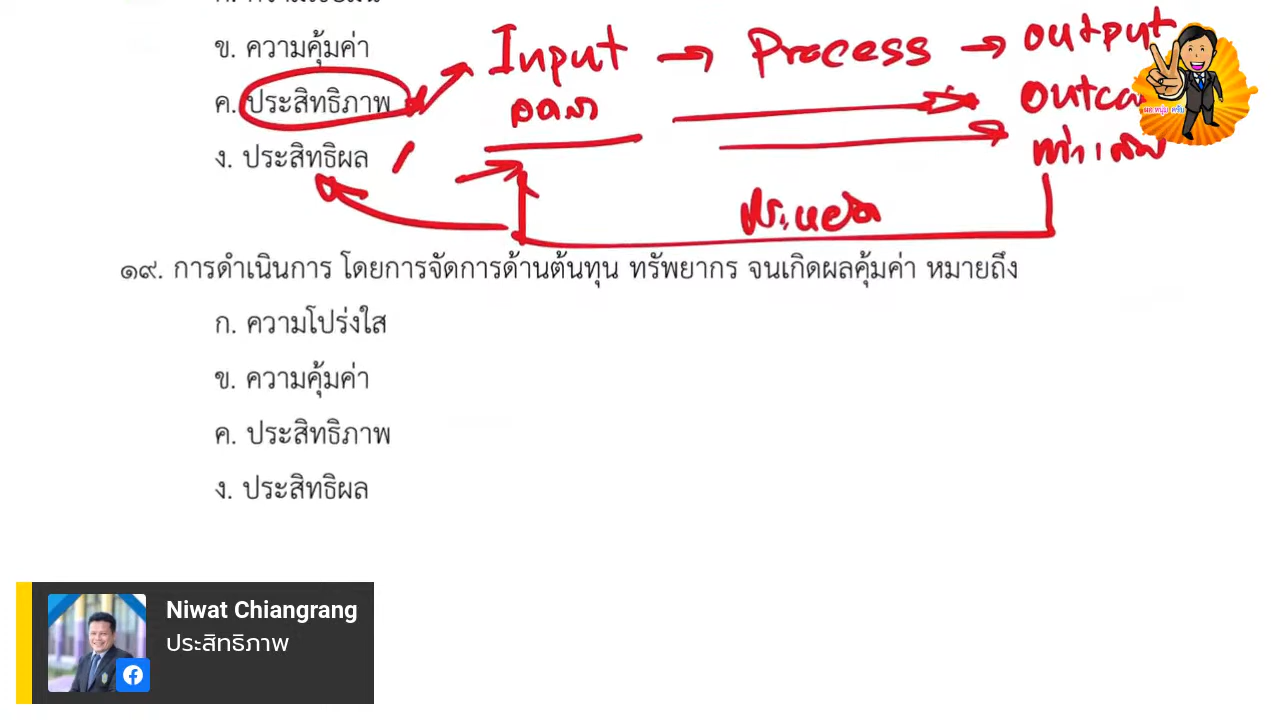 ข. ความคุ้มค่า
Input → Process → output
ค. ประสิทธิภาพ
ง. ประสิทธิผล
๑๙. การดำเนินการ โดยการจัดการด้านต้นทุน ทรัพยากร จนเกิดผลคุ้มค่า หมายถึง
ก. ความโปร่งใส
ข. ความคุ้มค่า
ค. ประสิทธิภาพ
ง. ประสิทธิผล
Niwat Chiangrang
ประสิทธิภาพ